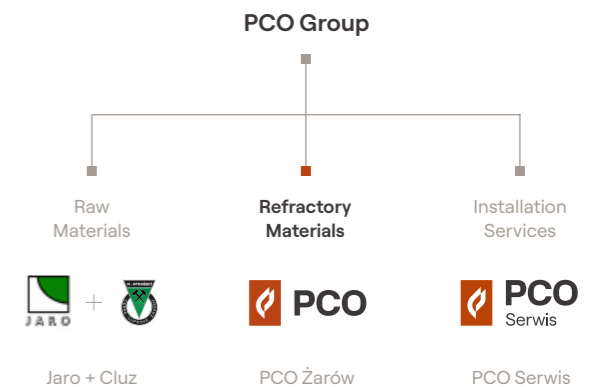 PCO Group
Raw
Materials
Refractory
Materials
Installation
Services
JARO
+
PCO
PCO
Serwis
Jaro + Cluz
PCO Żarów
PCO Serwis